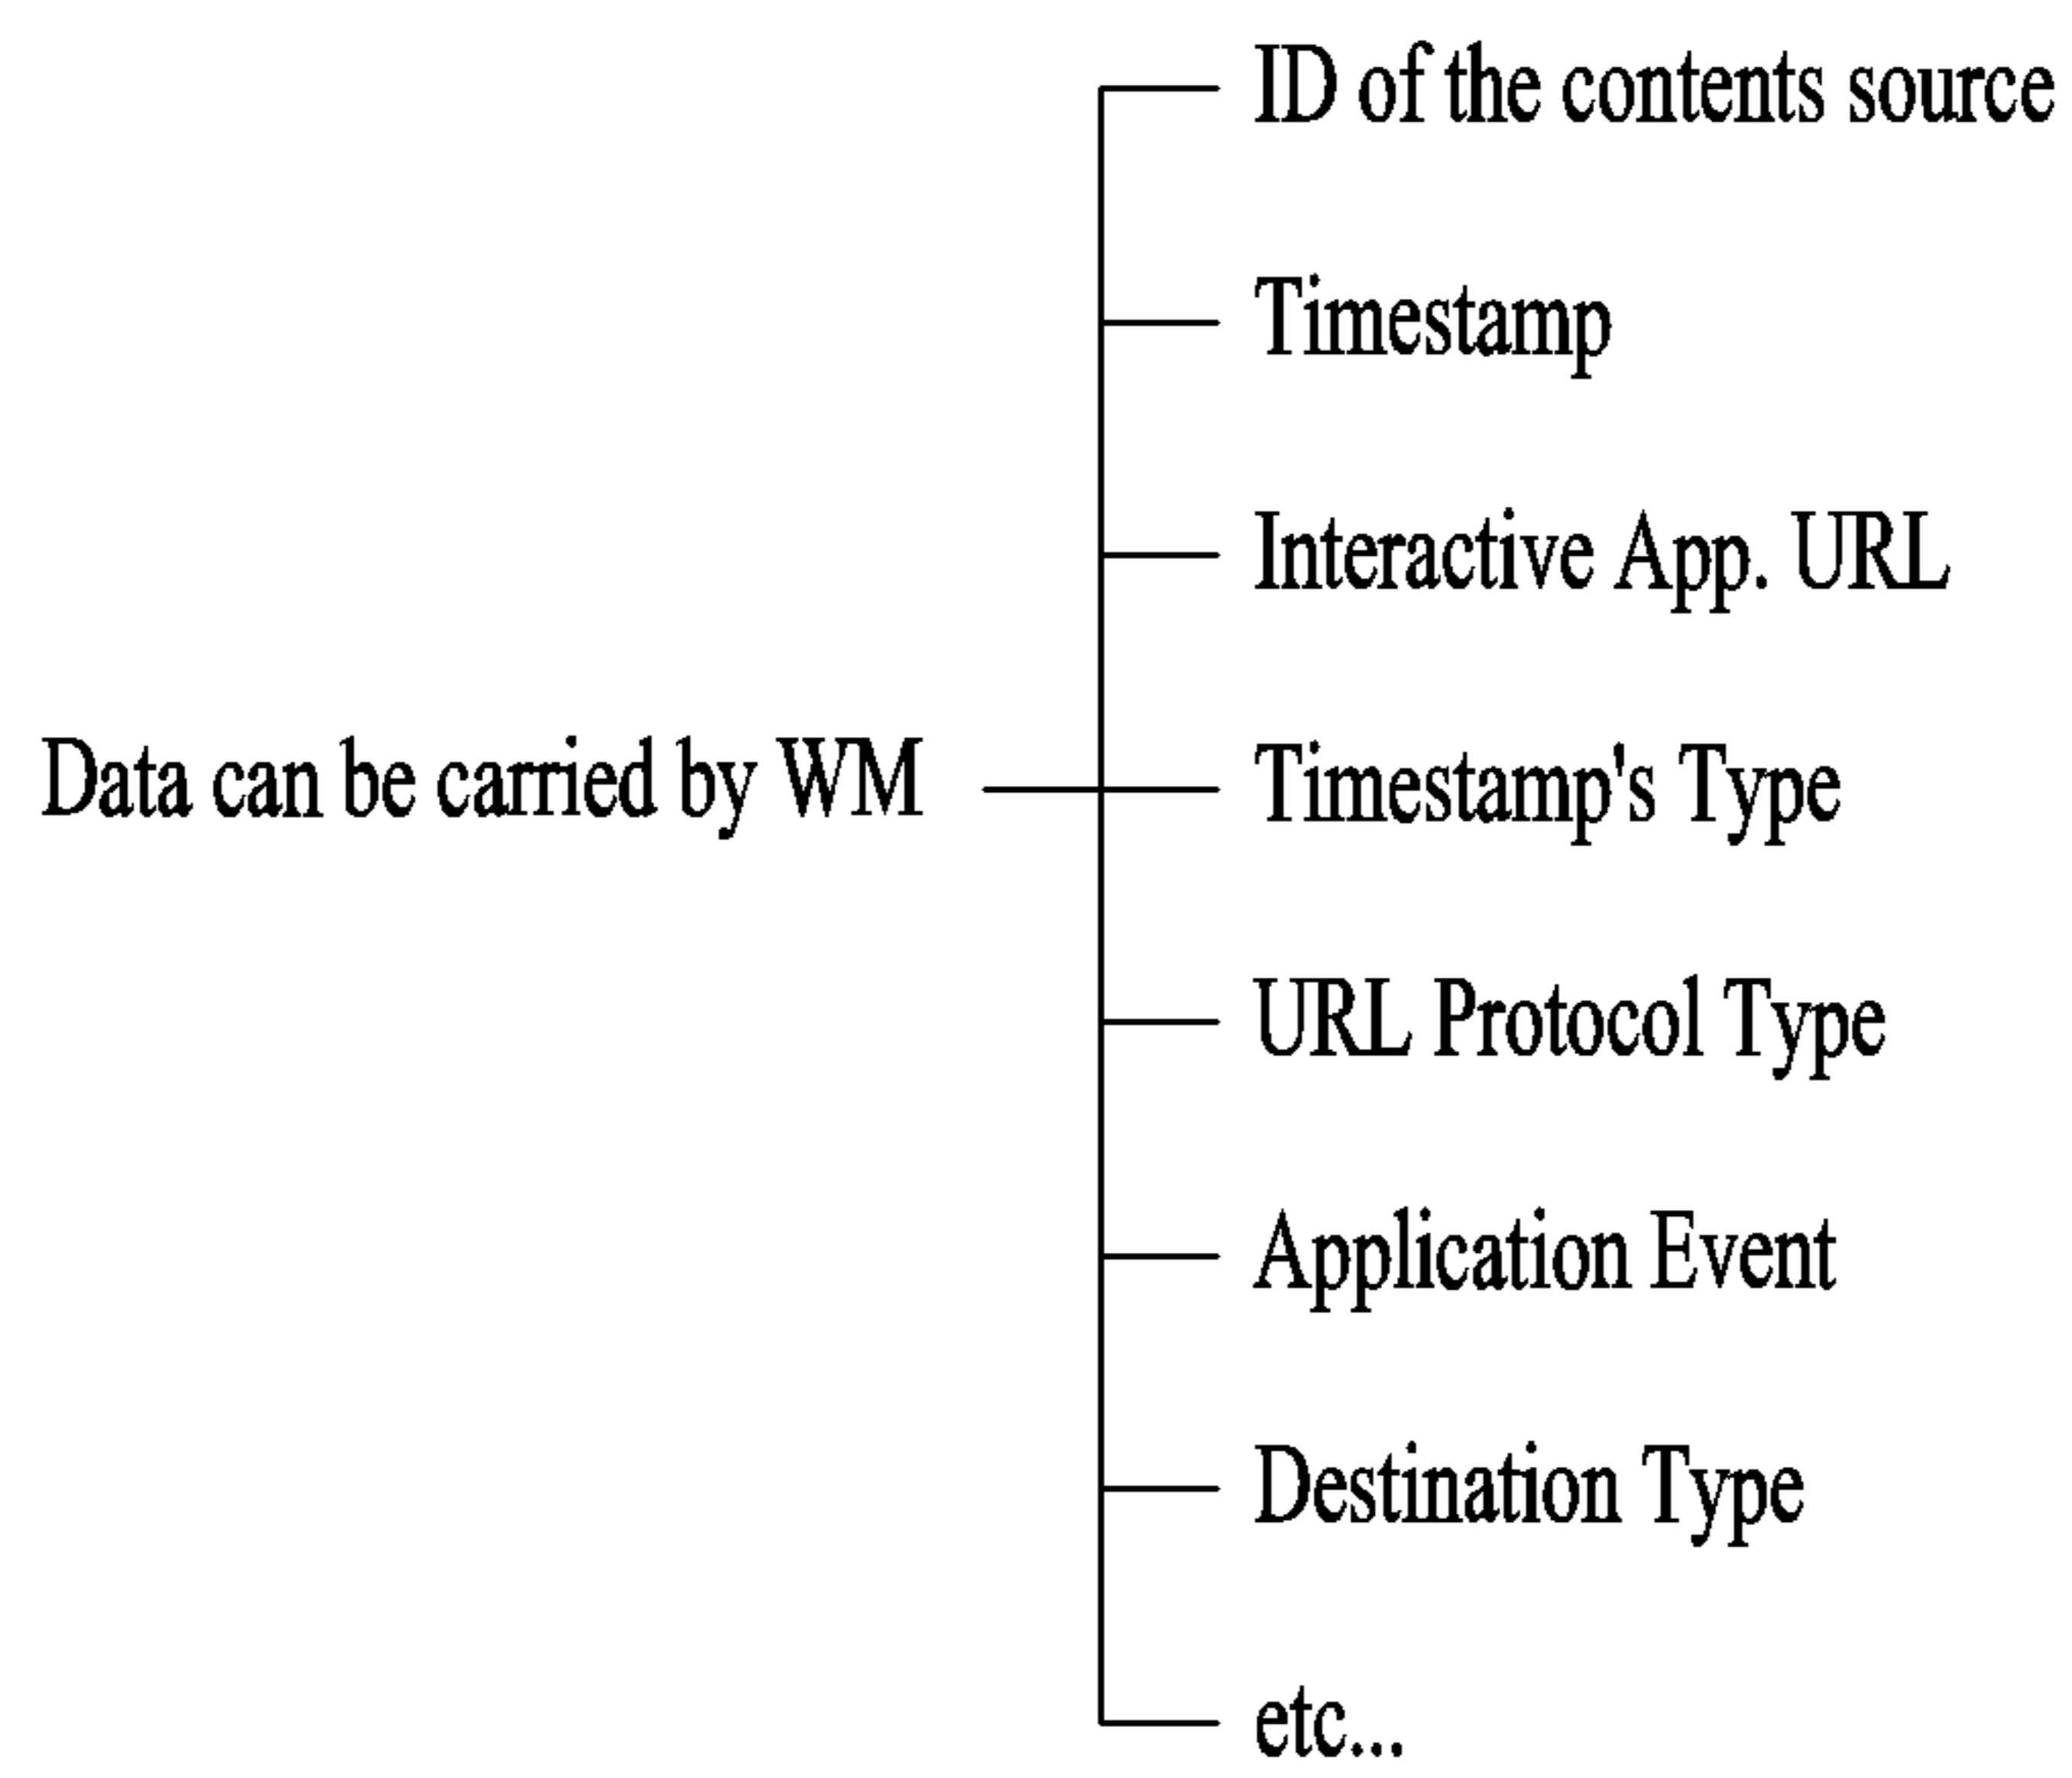 ID of the contents source
Timestamp
Interactive App. URL
Data can be carried by WM
Timestamp's Type
URL Protocol Type
Application Event
Destination Type
etc...